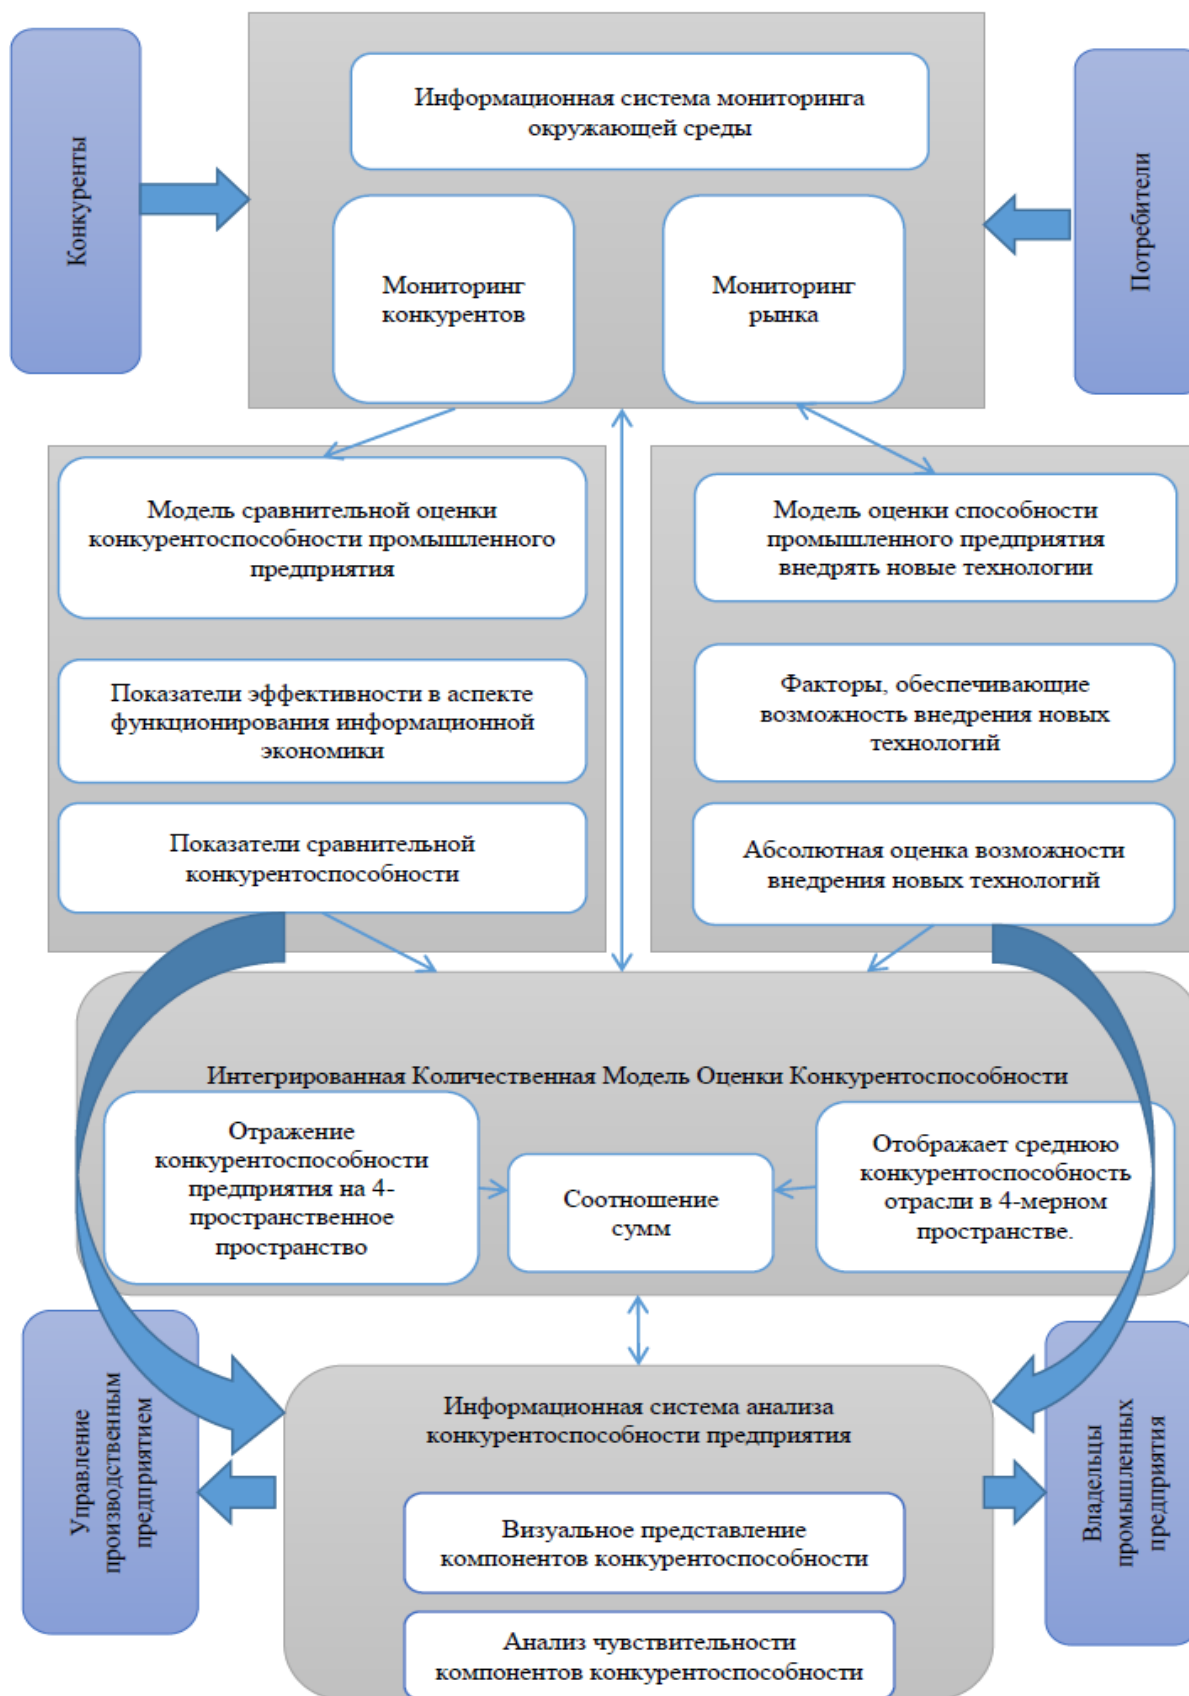 Конкуренты
Информационная система мониторинга
окружающей среды
Потребители
Мониторинг
конкурентов
Мониторинг
рынка
Модель сравнительной оценки
конкурентоспособности промышленного
предприятия
Показатели эффективности в аспекте
функционирования информационной
экономики
Показатели сравнительной
конкурентоспособности
Модель оценки способности
промышленного предприятия
внедрять новые технологии
Факторы, обеспечивающие
возможность внедрения новых
технологий
Абсолютная оценка возможности
внедрения новых технологий
Интегрированная Количественная Модель Оценки Конкурентоспособности
Отражение
конкурентоспособности
предприятия на 4-
пространственное
пространство
Соотношение
сумм
Отображает среднюю
конкурентоспособность
отрасли в 4-мерном
пространстве.
Управление
производственным
предприятием
Информационная система анализа
конкурентоспособности предприятия
Визуальное представление
компонентов конкурентоспособности
Анализ чувствительности
компонентов конкурентоспособности
Владельцы
промышленных
предприятия